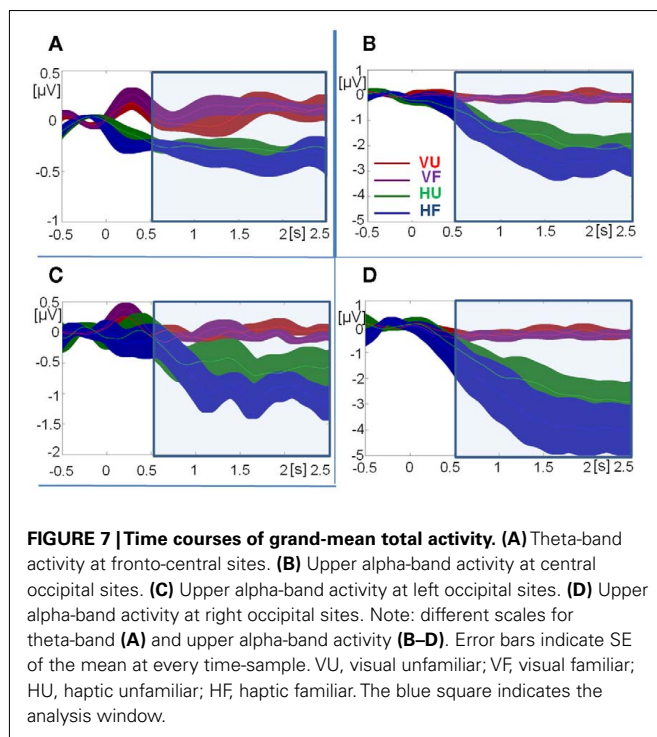 A
0.5
[µV]
0
-0.5
-1
-0.5 0 0.5 1 1.5 2 [s] 2.5
B
1
[µV]
0
-1
-2
-3
-4
-5
-0.5 0 0.5 1 1.5 2 [s] 2.5
VU
VF
HU
HF
C
0.5
[µV]
0
-0.5
-1
-1.5
-2
-0.5 0 0.5 1 1.5 2 [s] 2.5
D
1
[µV]
0
-1
-2
-3
-4
-5
-0.5 0 0.5 1 1.5 2 [s] 2.5
FIGURE 7 | Time courses of grand-mean total activity. (A) Theta-band
activity at fronto-central sites. (B) Upper alpha-band activity at central
occipital sites. (C) Upper alpha-band activity at left occipital sites. (D) Upper
alpha-band activity at right occipital sites. Note: different scales for
theta-band (A) and upper alpha-band activity (B–D). Error bars indicate SE
of the mean at every time-sample. VU, visual unfamiliar; VF, visual familiar;
HU, haptic unfamiliar; HF, haptic familiar. The blue square indicates the
analysis window.